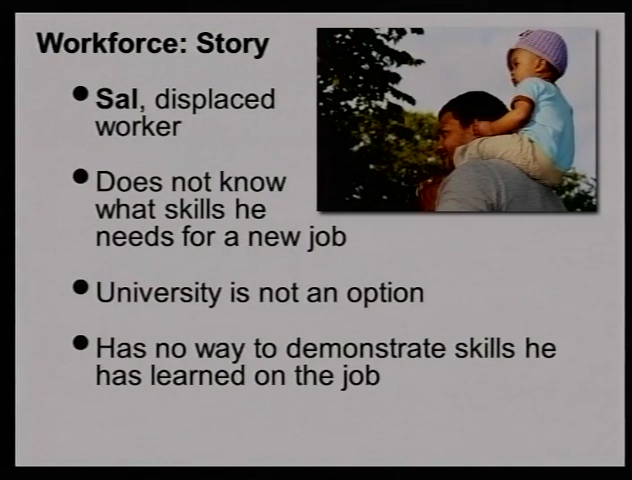 Workforce: Story
Sal, displaced
worker
Does not know
what skills he
needs for a new job
University is not an option
Has no way to demonstrate skills he
has learned on the job